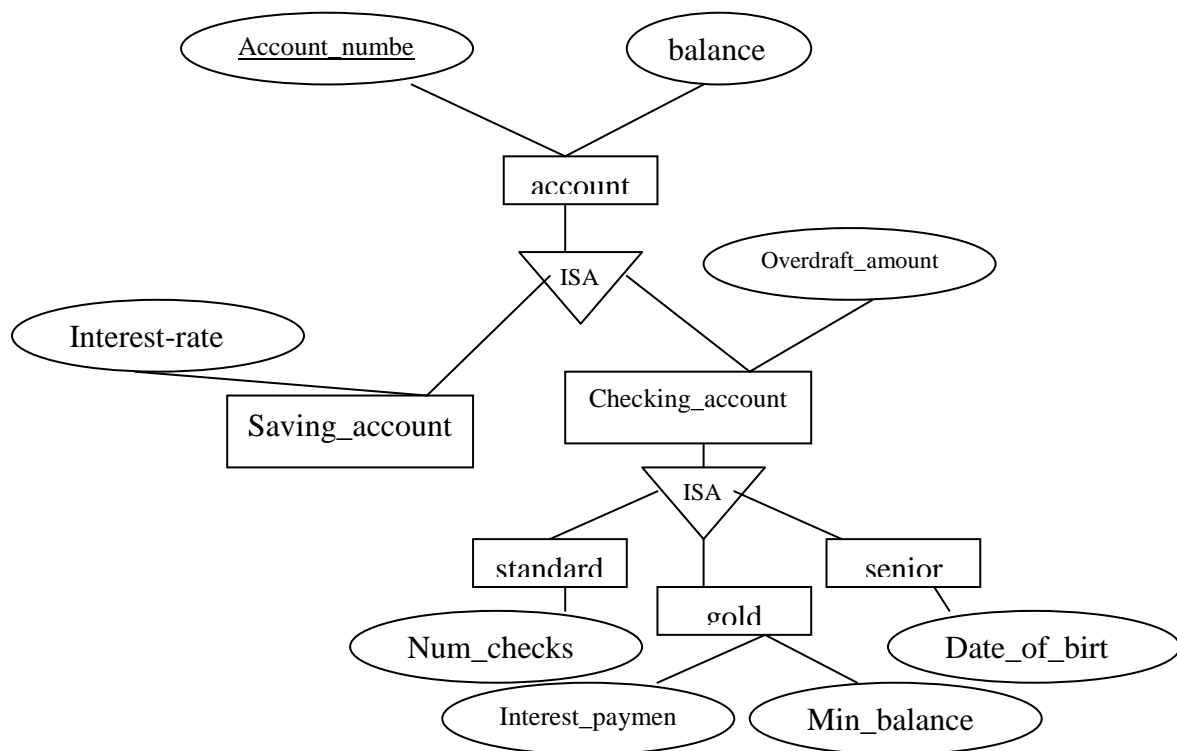 Account_numbe
balance
account
ISA
Overdraft_amount
Interest-rate
Checking_account
Saving_account
ISA
standard
senior
gold
Num_checks
Date_of_birt
Interest_paymen
Min_balance